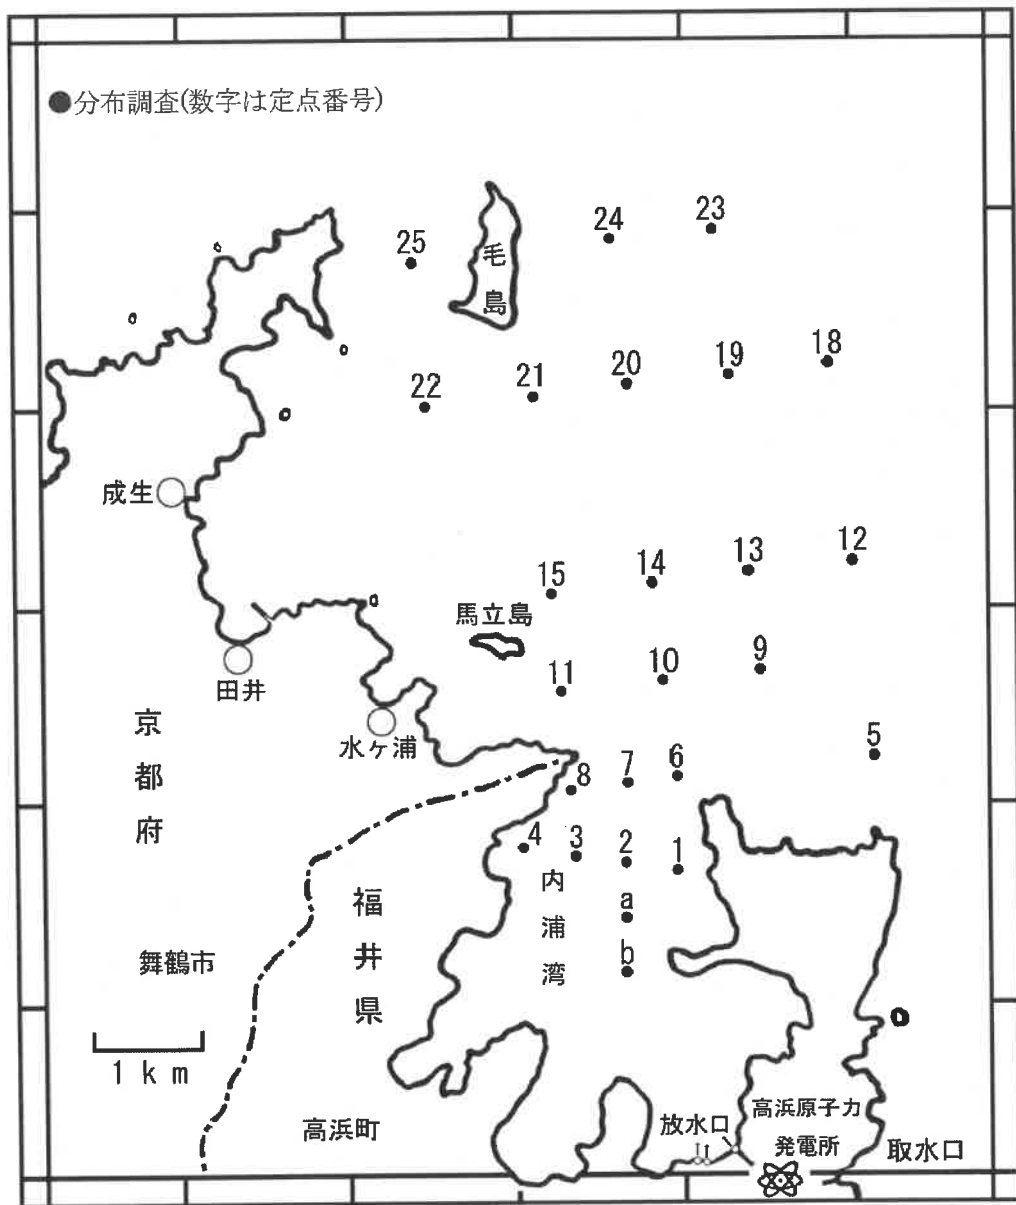 ●分布調査(数字は定点番号)
23
24
25
毛島
18
19
20
21
22
成生
12
13
14
15
馬立島
9
10
11
田井
水ヶ浦
京都府
5
6
7
8
1
2
3
4
a
b
内浦湾
福井県
舞鶴市
1 km
高浜町
放水口
高浜原子力
発電所
取水口